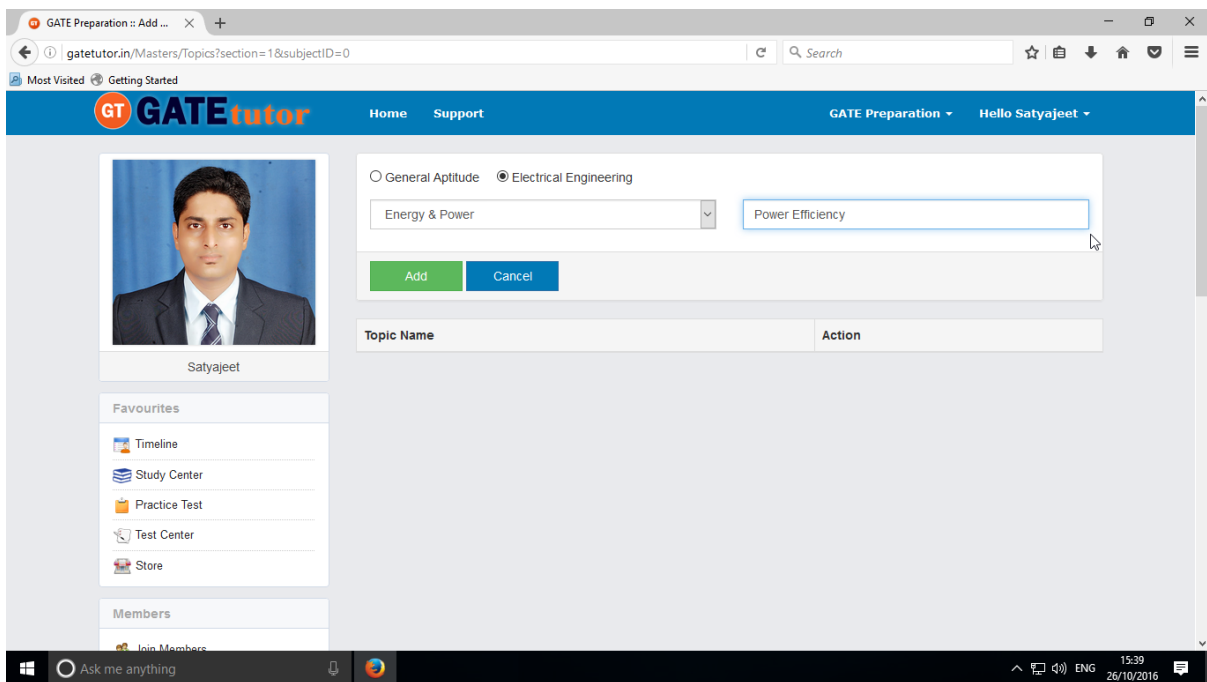 GATE Preparation :: Add ...
gatetutor.in/Masters/Topics?section=1&subjectID=0
Search
Most Visited Getting Started
GT GATEtutor Home Support GATE Preparation Hello Satyajeet
General Aptitude Electrical Engineering
Energy & Power Power Efficiency
Add Cancel
Topic Name Action
Satyajeet
Favourites
Timeline
Study Center
Practice Test
Test Center
Store
Members
Join Members
Ask me anything ENG 15:39
26/10/2016